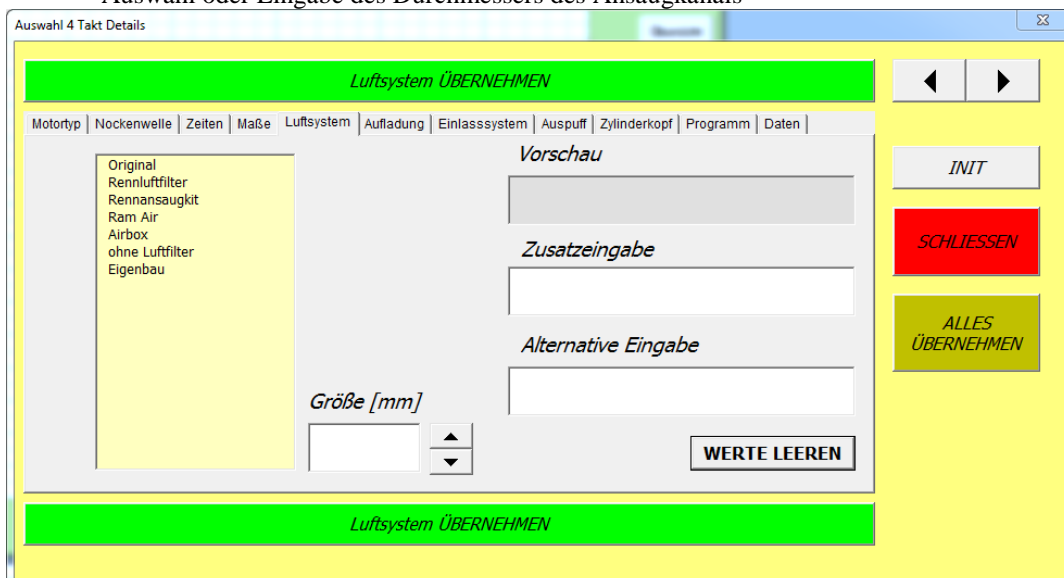 Auswahl oder Eingabe des Durchmessers des Ansaugkanals
Auswahl 4 Takt Details
Luftsystem ÜBERNEHMEN
Motortyp
Nockenwelle
Zeiten
Maße
Luftsystem
Aufladung
Einlasssystem
Auspuff
Zylinderkopf
Programm
Daten
Original
Rennluftfilter
Rennansaugkit
Ram Air
Airbox
ohne Luftfilter
Eigenbau
Größe [mm]
Vorschau
Zusatzeingabe
Alternative Eingabe
WERTE LEEREN
INIT
SCHLIESSEN
ALLES
ÜBERNEHMEN
Luftsystem ÜBERNEHMEN